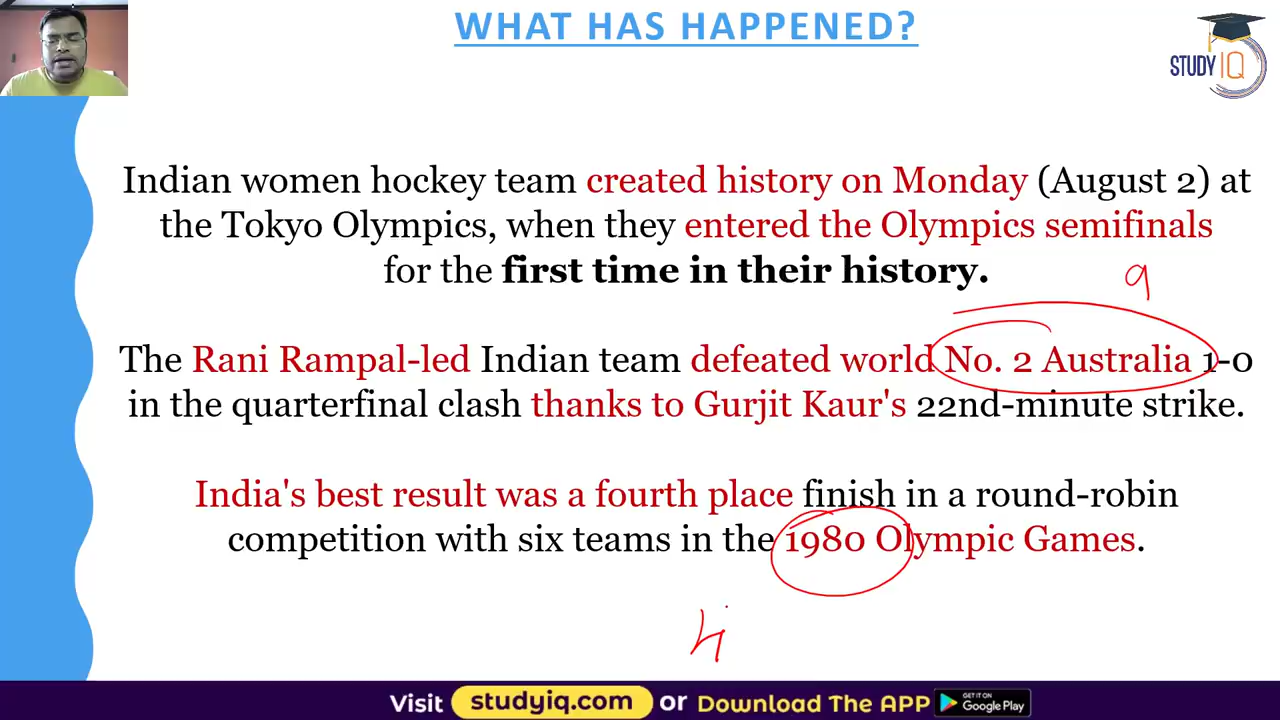 WHAT HAS HAPPENED?
STUDY IQ
Indian women hockey team created history on Monday (August 2) at
the Tokyo Olympics, when they entered the Olympics semifinals
for the first time in their history.
9
The Rani Rampal-led Indian team defeated world No. 2 Australia 1-0
in the quarterfinal clash thanks to Gurjit Kaur's 22nd-minute strike.
India's best result was a fourth place finish in a round-robin
competition with six teams in the 1980 Olympic Games.
Visit studyiq.com or Download The APP GET IT ON Google Play